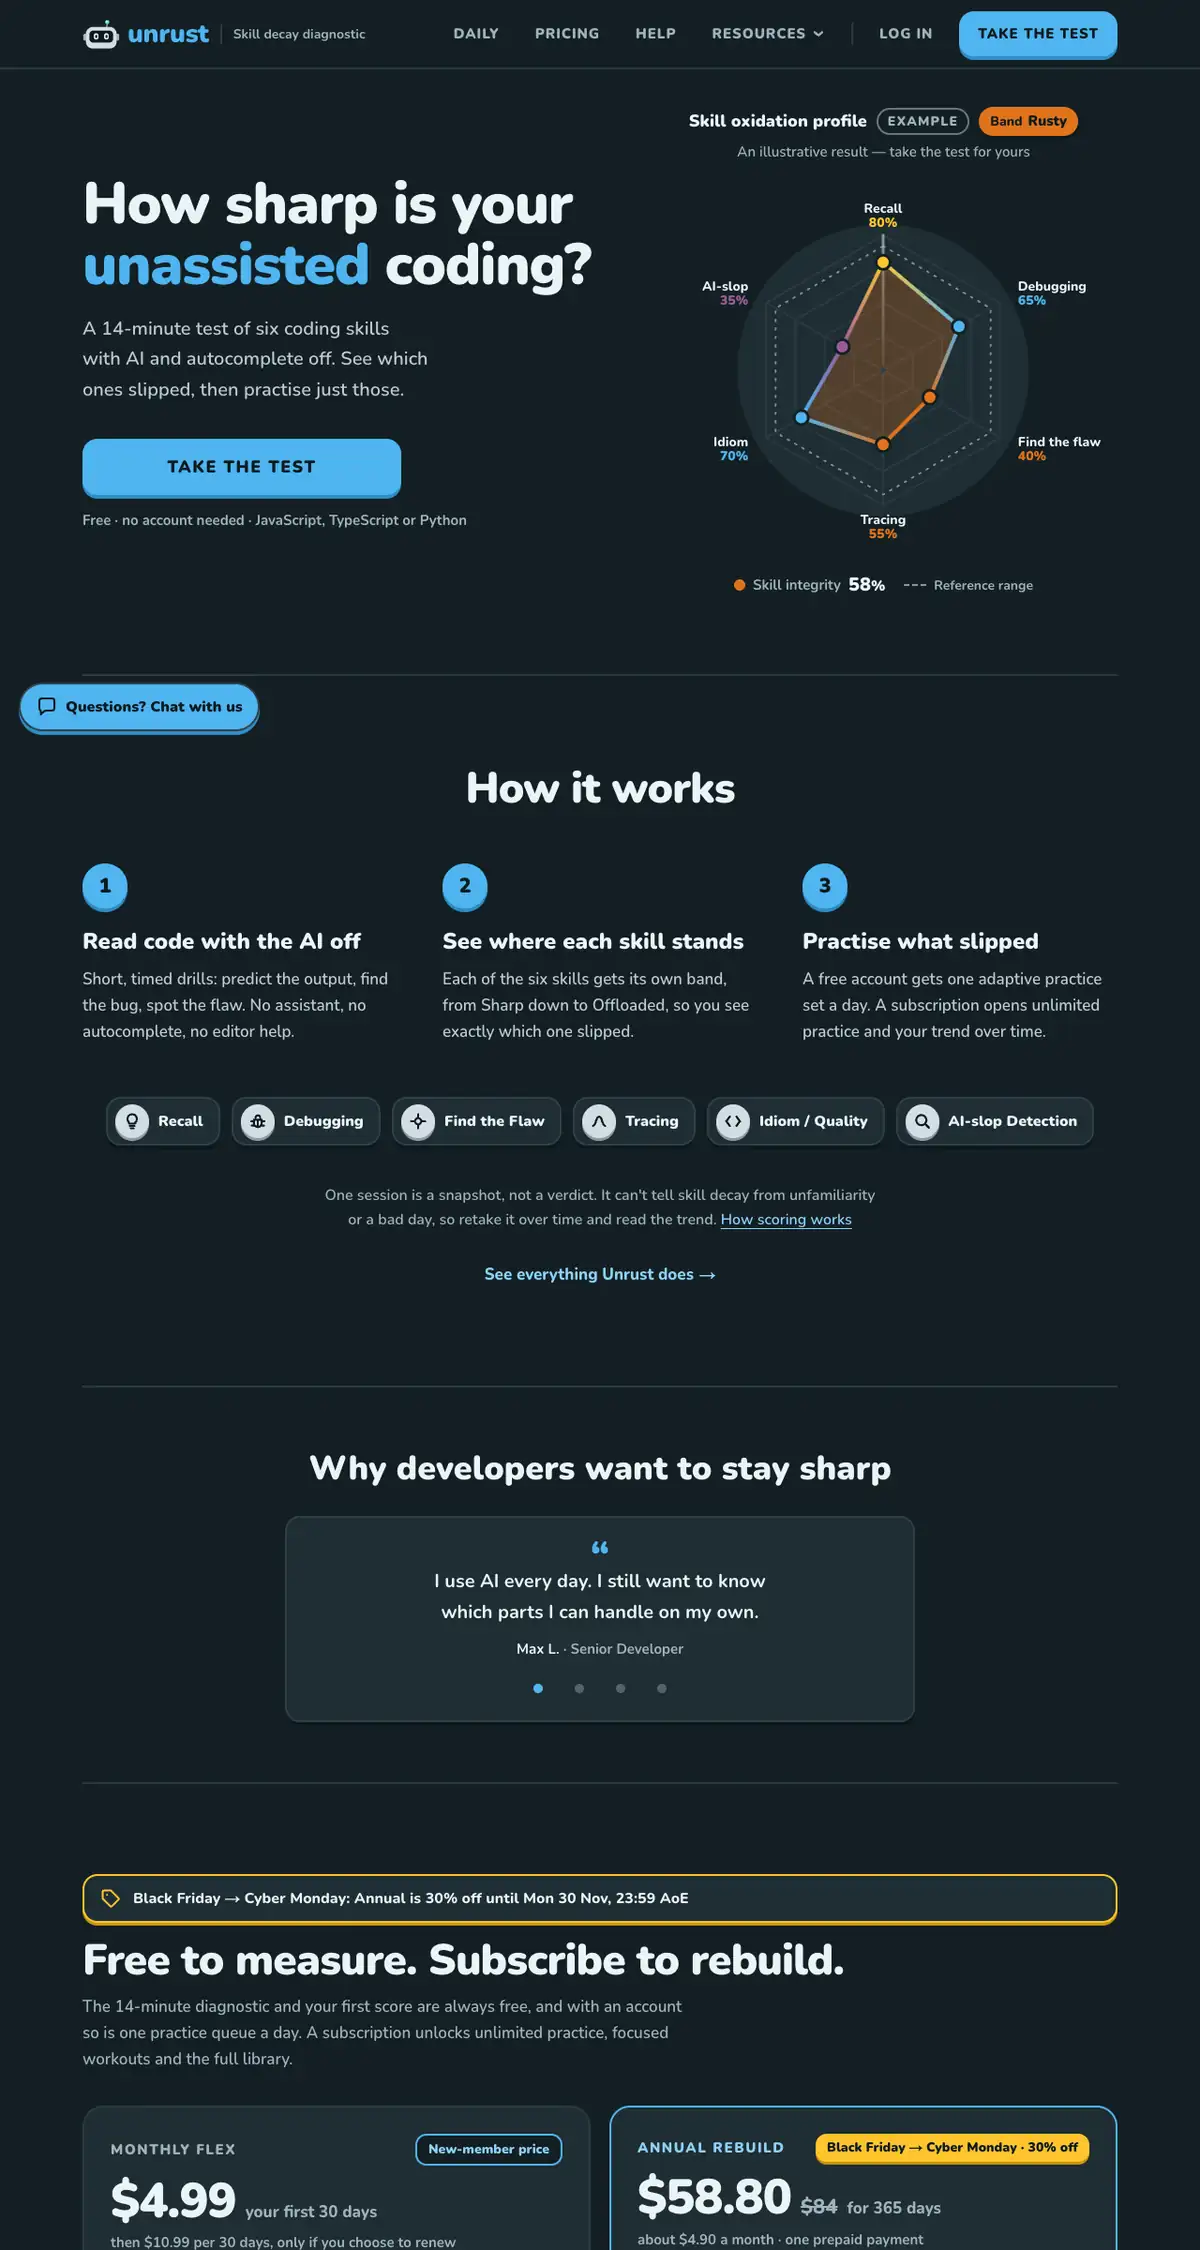 unrust
Skill decay diagnostic
DAILY
PRICING
HELP
RESOURCES
LOG IN
TAKE THE TEST
How sharp is your
unassisted coding?
A 14-minute test of six coding skills
with AI and autocomplete off. See which
ones slipped, then practise just those.
TAKE THE TEST
Free · no account needed · JavaScript, TypeScript or Python
Skill oxidation profile
EXAMPLE
Band Rusty
An illustrative result — take the test for yours
Recall
80%
AI-slop
35%
Debugging
65%
Idiom
70%
Find the flaw
40%
Tracing
55%
Skill integrity 58%
Reference range
Questions? Chat with us
How it works
1
Read code with the AI off
Short, timed drills: predict the output, find
the bug, spot the flaw. No assistant, no
autocomplete, no editor help.
2
See where each skill stands
Each of the six skills gets its own band,
from Sharp down to Offloaded, so you see
exactly which one slipped.
3
Practise what slipped
A free account gets one adaptive practice
set a day. A subscription opens unlimited
practice and your trend over time.
Recall
Debugging
Find the Flaw
Tracing
Idiom / Quality
AI-slop Detection
One session is a snapshot, not a verdict. It can't tell skill decay from unfamiliarity
or a bad day, so retake it over time and read the trend. How scoring works
See everything Unrust does →
Why developers want to stay sharp
“
I use AI every day. I still want to know
which parts I can handle on my own.
Max L. · Senior Developer
Black Friday → Cyber Monday: Annual is 30% off until Mon 30 Nov, 23:59 AoE
Free to measure. Subscribe to rebuild.
The 14-minute diagnostic and your first score are always free, and with an account
so is one practice queue a day. A subscription unlocks unlimited practice, focused
workouts and the full library.
MONTHLY FLEX
New-member price
$4.99 your first 30 days
then $10.99 per 30 days, only if you choose to renew
ANNUAL REBUILD
Black Friday → Cyber Monday · 30% off
$58.80 $84 for 365 days
about $4.90 a month · one prepaid payment